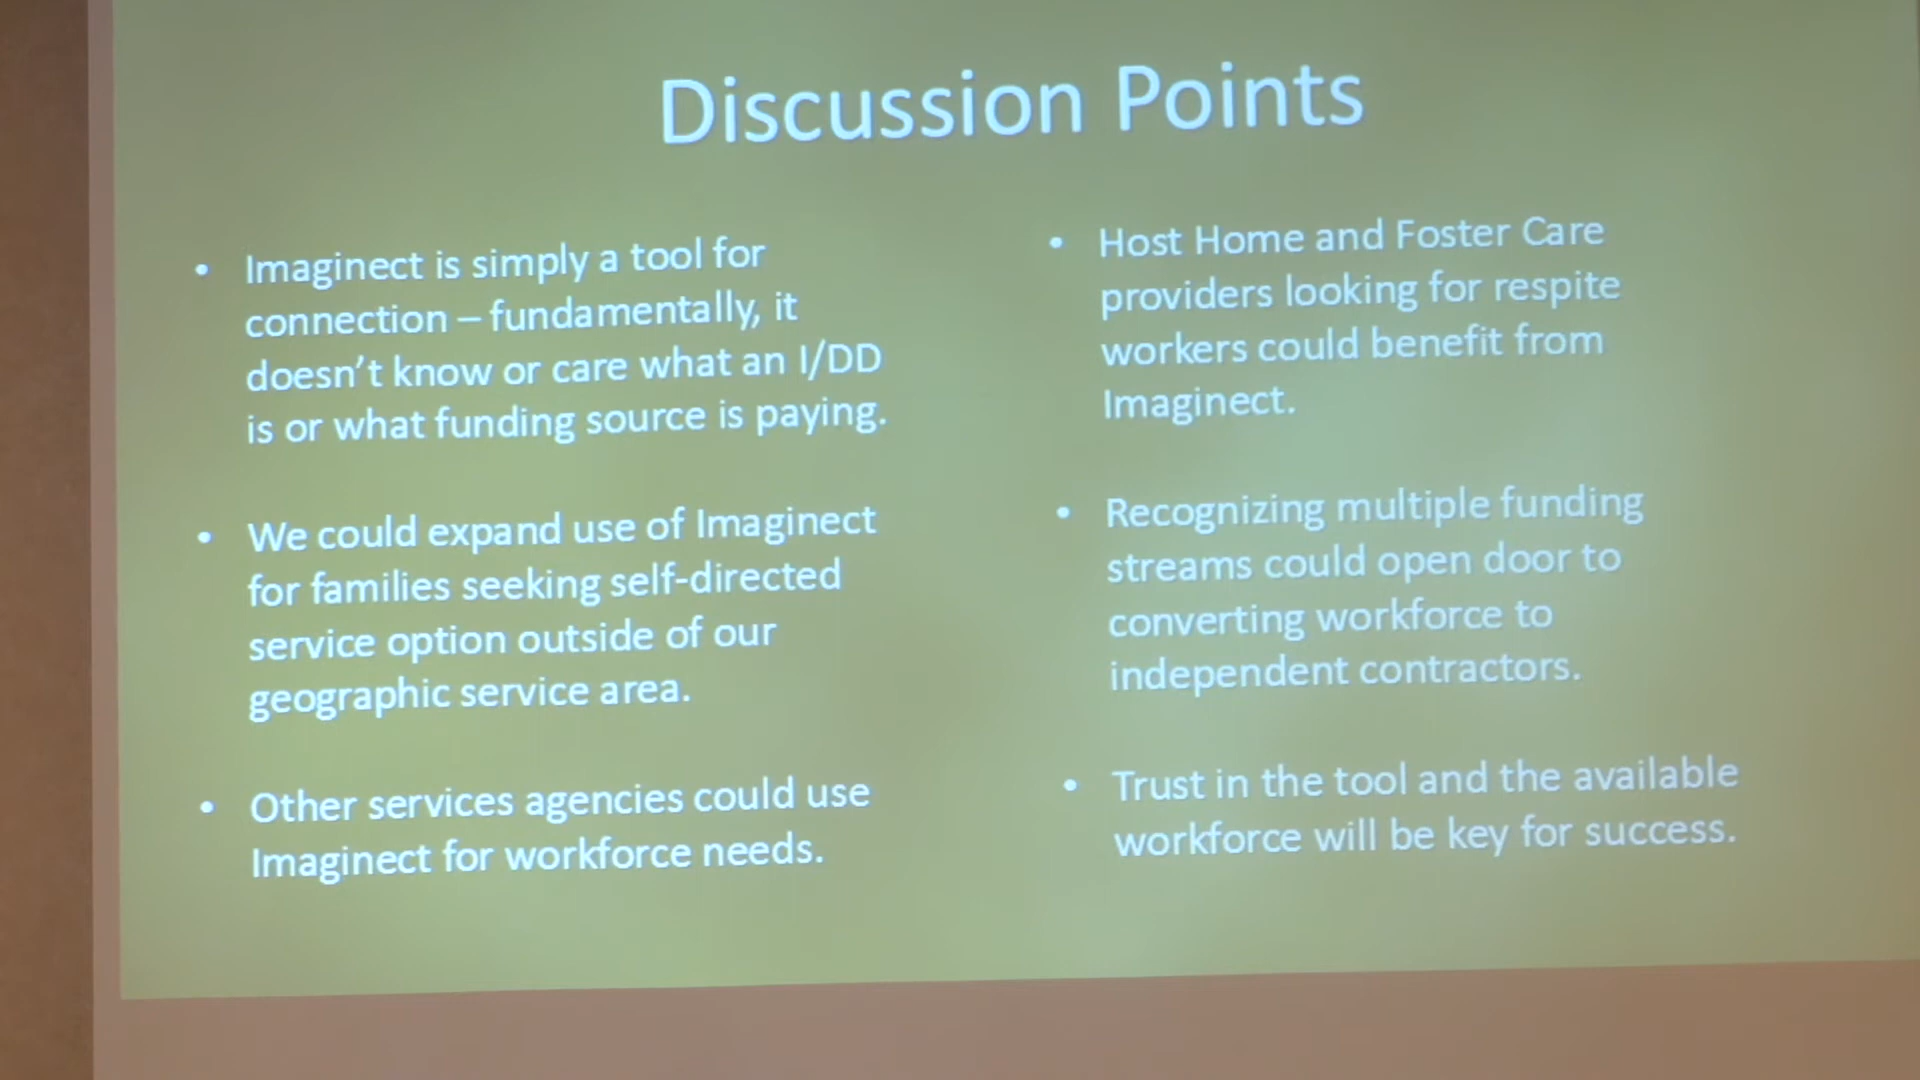 Discussion Points
• Imaginect is simply a tool for
connection – fundamentally, it
doesn't know or care what an I/DD
is or what funding source is paying.
• We could expand use of Imaginect
for families seeking self-directed
service option outside of our
geographic service area.
• Other services agencies could use
Imaginect for workforce needs.
• Host Home and Foster Care
providers looking for respite
workers could benefit from
Imaginect.
• Recognizing multiple funding
streams could open door to
converting workforce to
independent contractors.
• Trust in the tool and the available
workforce will be key for success.